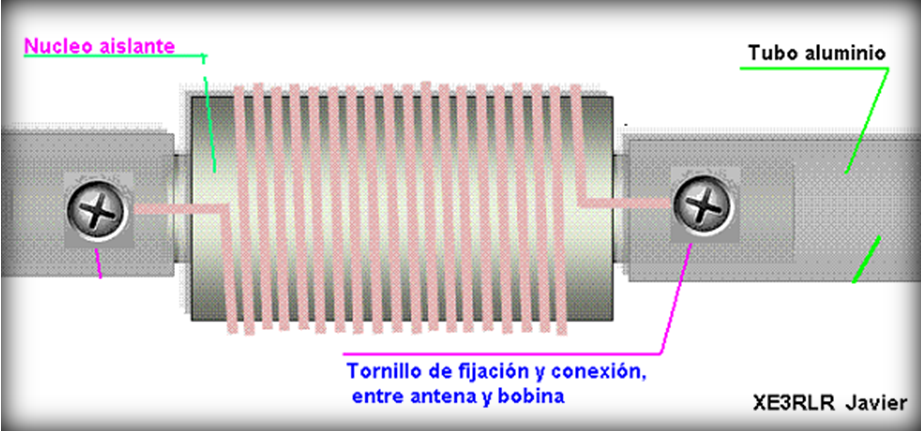 Nucleo aislante
Tubo aluminio
Tornillo de fijación y conexión,
entre antena y bobina
XE3RLR Javier